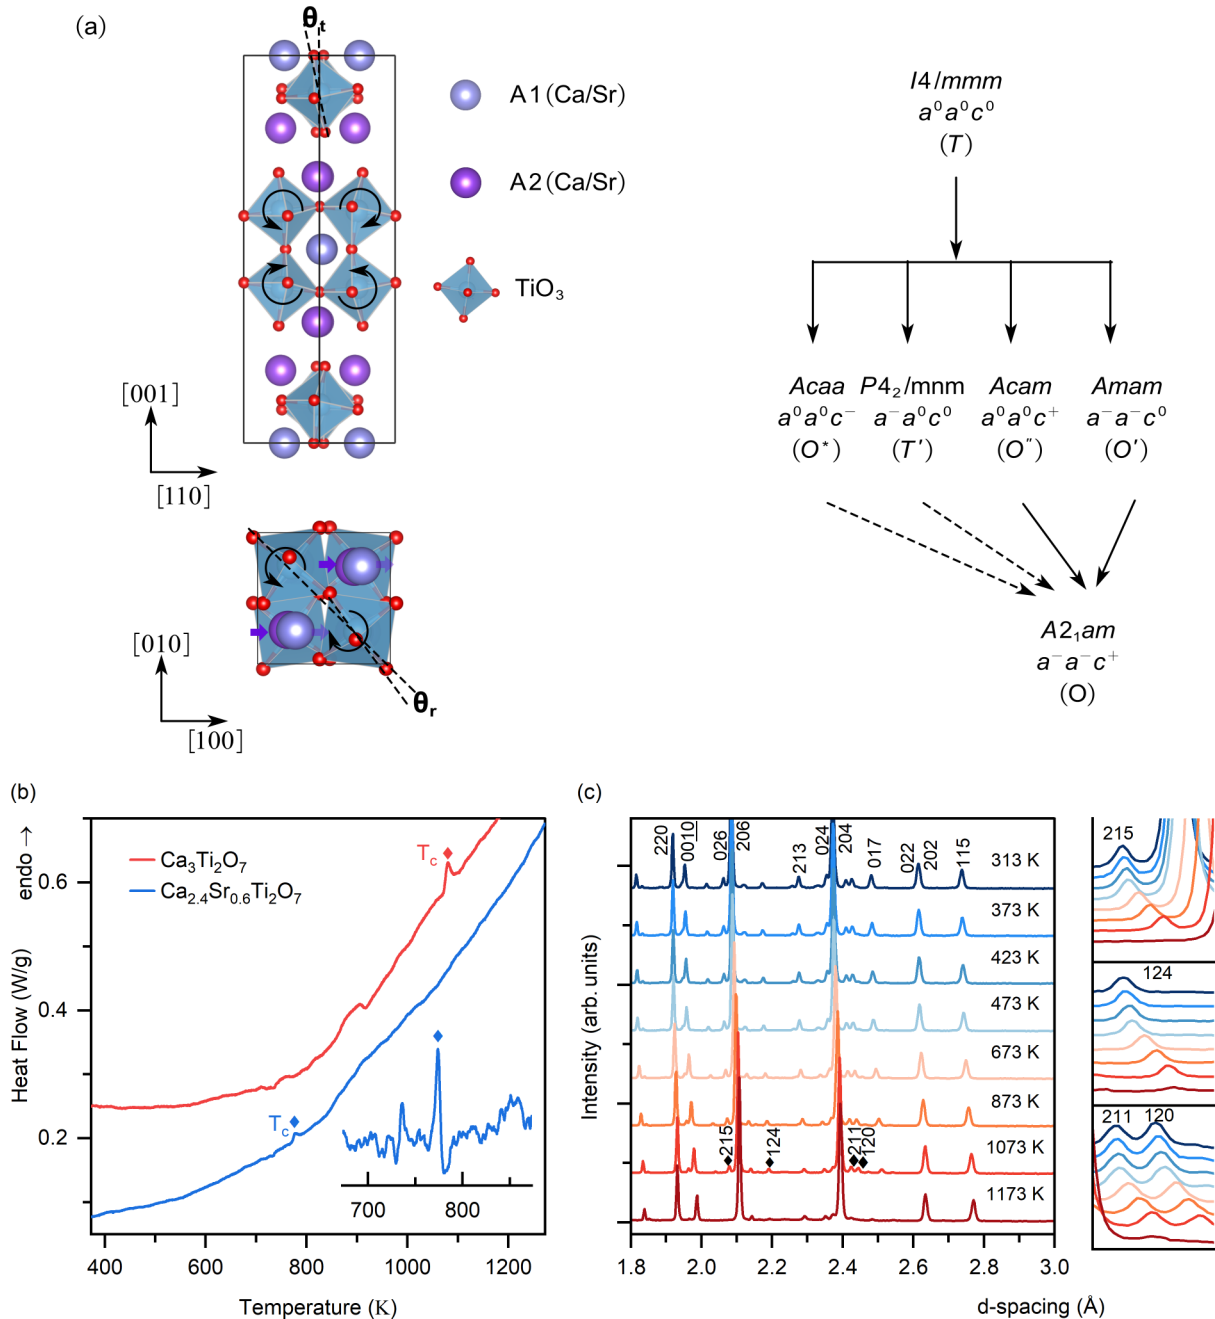 (a)
θt
A1(Ca/Sr)
A2(Ca/Sr)
TiO3
[001]
[110]
[010]
[100]
θr
I4/mmm
a⁰a⁰c⁰
(T)
Acaa P4₂/mnm Acam Amam
a⁰a⁰c⁻ a⁻a⁰c⁰ a⁰a⁰c⁺ a⁻a⁻c⁰
(O*) (T') (O") (O')
A2₁am
a⁻a⁻c⁺
(O)
(b)
endo →
Heat Flow (W/g)
0.6
0.4
0.2
Ca₃Ti₂O₇
Ca₂.₄Sr₀.₆Ti₂O₇
Tc
Tc
700 800
400 600 800 1000 1200
Temperature (K)
(c)
Intensity (arb. units)
220 0010 026 206 213 024 204 017 022 202 115
313 K
373 K
423 K
473 K
673 K
873 K
1073 K
1173 K
215 124 211 120
1.8 2.0 2.2 2.4 2.6 2.8 3.0
d-spacing (Å)
215
124
211 120